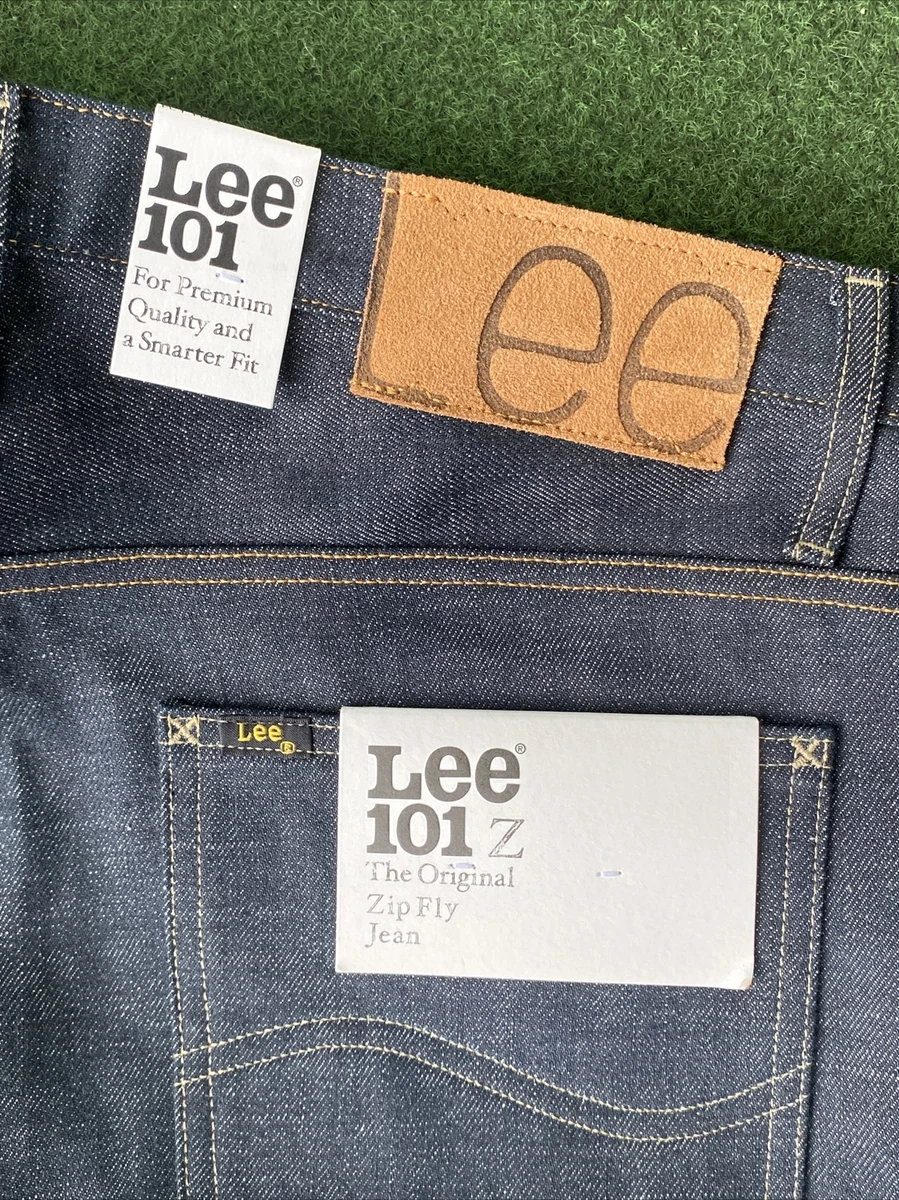 Lee®
101
For Premium
Quality and
a Smarter Fit
Lee
Lee®
Lee®
101 Z
The Original
Zip Fly
Jean